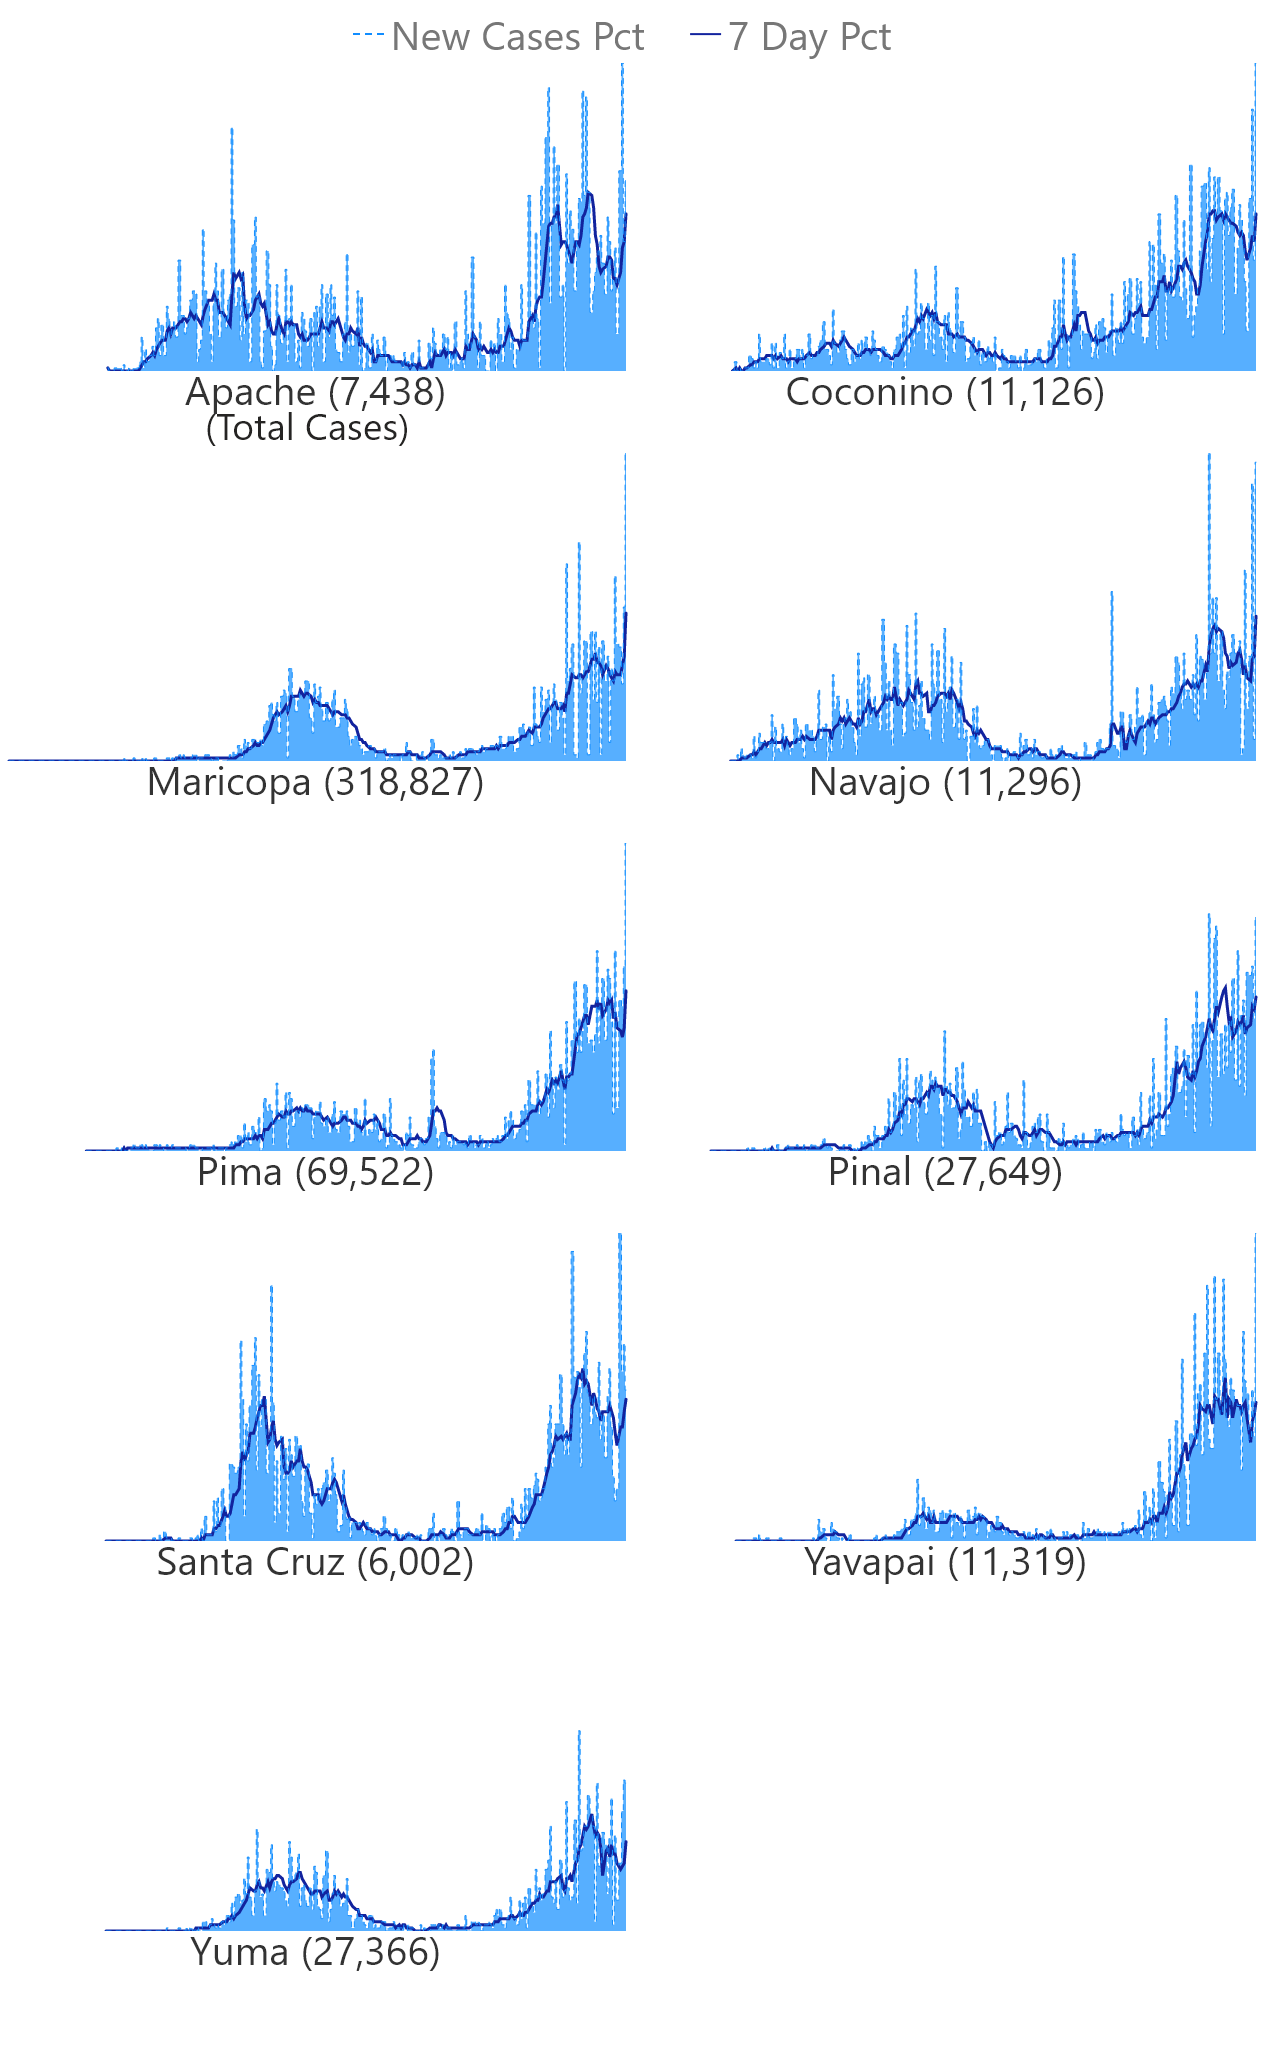 New Cases Pct 7 Day Pct
Apache (7,438) Coconino (11,126)
(Total Cases)
Maricopa (318,827) Navajo (11,296)
Pima (69,522) Pinal (27,649)
Santa Cruz (6,002) Yavapai (11,319)
Yuma (27,366)